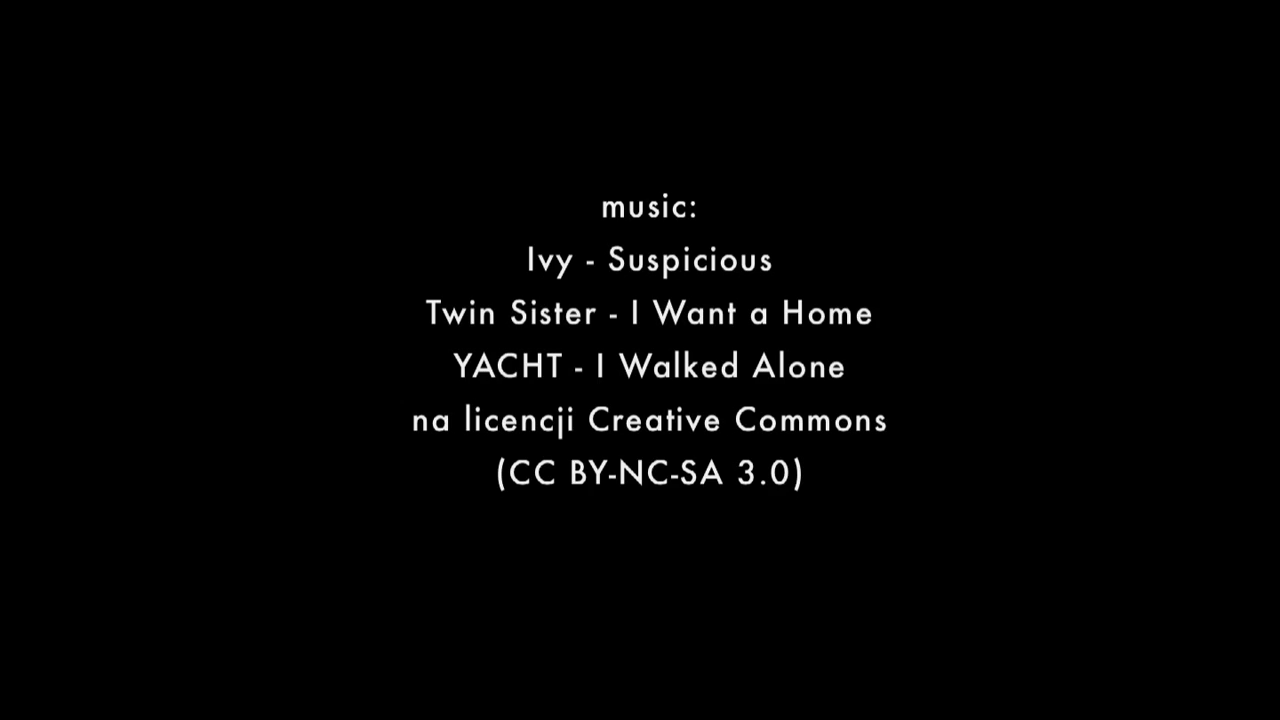 music:
Ivy - Suspicious
Twin Sister - I Want a Home
YACHT - I Walked Alone
na licencji Creative Commons
(CC BY-NC-SA 3.0)